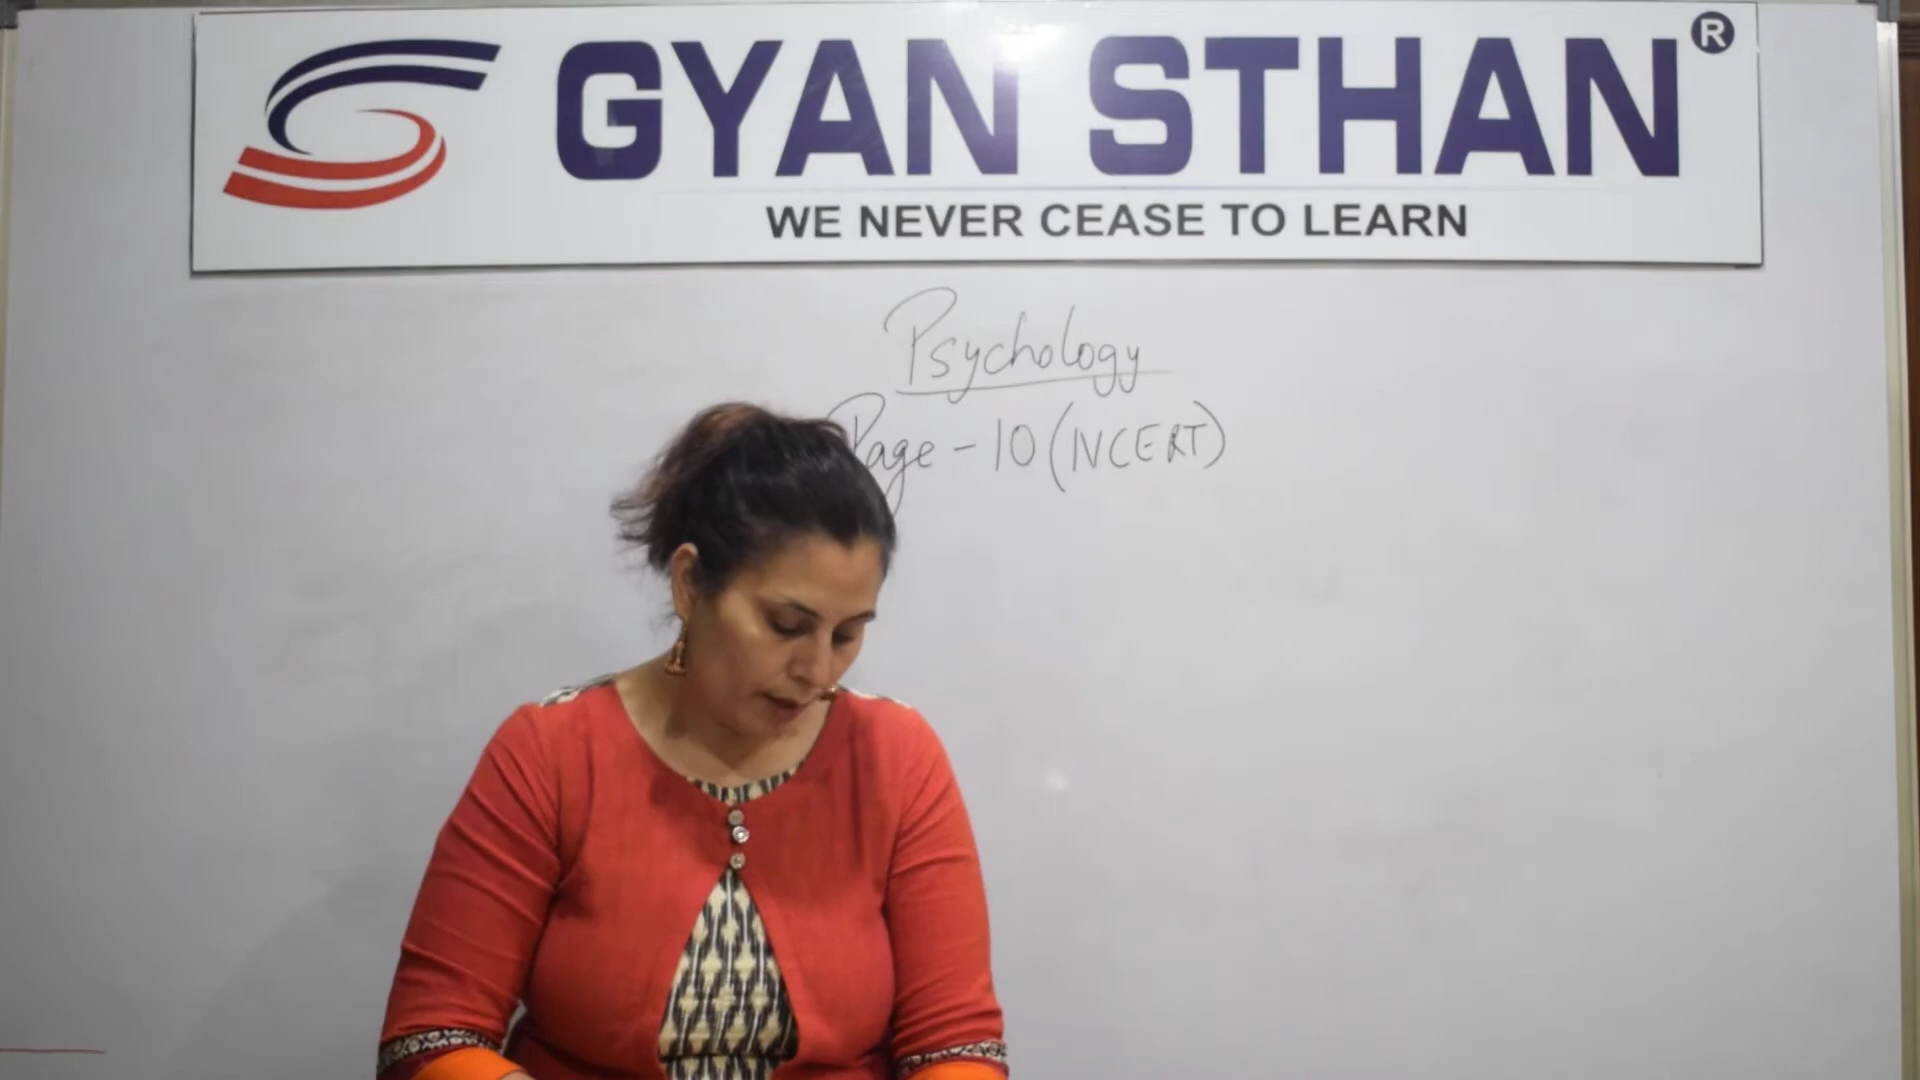 GYAN STHAN ®
WE NEVER CEASE TO LEARN
Psychology
Page - 10 (NCERT)